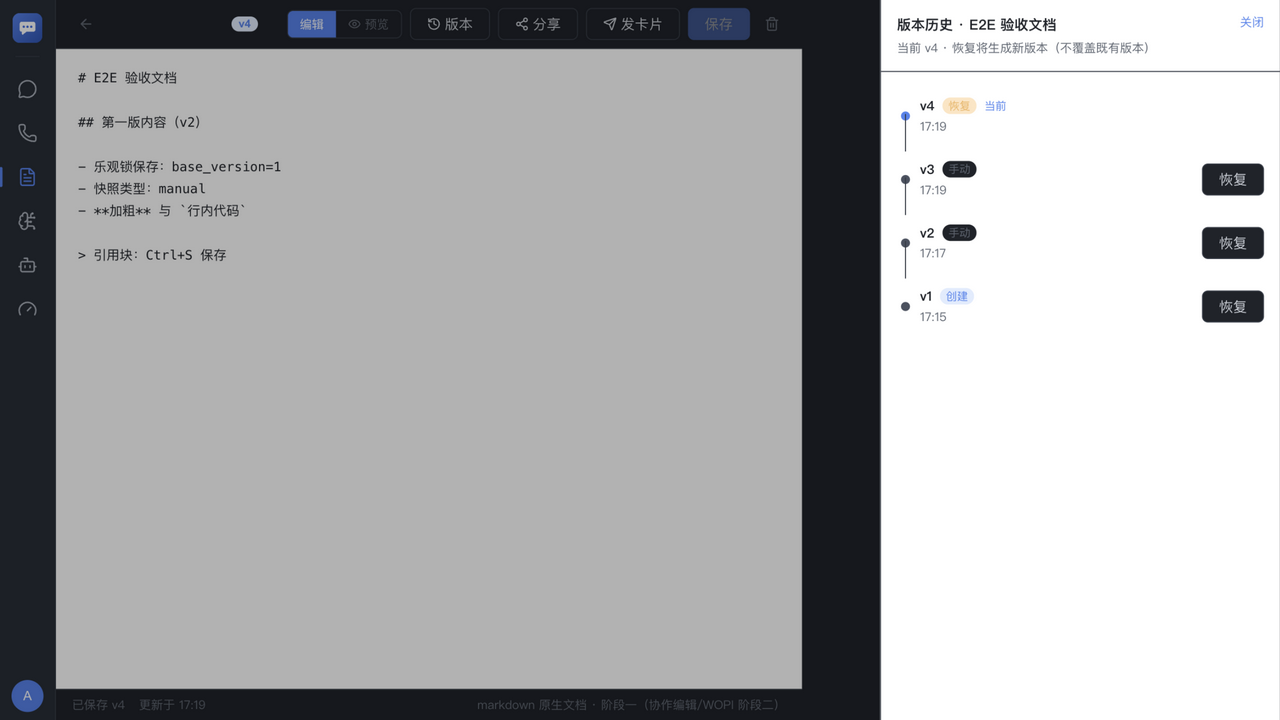 v4 编辑 预览 版本 分享 发卡片 保存
# E2E 验收文档
## 第一版内容（v2）
- 乐观锁保存：base_version=1
- 快照类型：manual
- **加粗** 与 `行内代码`
> 引用块：Ctrl+S 保存
已保存 v4 更新于 17:19 markdown 原生文档 · 阶段一（协作编辑/WOPI 阶段二）
A
版本历史 · E2E 验收文档 关闭
当前 v4 · 恢复将生成新版本（不覆盖既有版本）
v4 恢复 当前
17:19
v3 手动 恢复
17:19
v2 手动 恢复
17:17
v1 创建 恢复
17:15